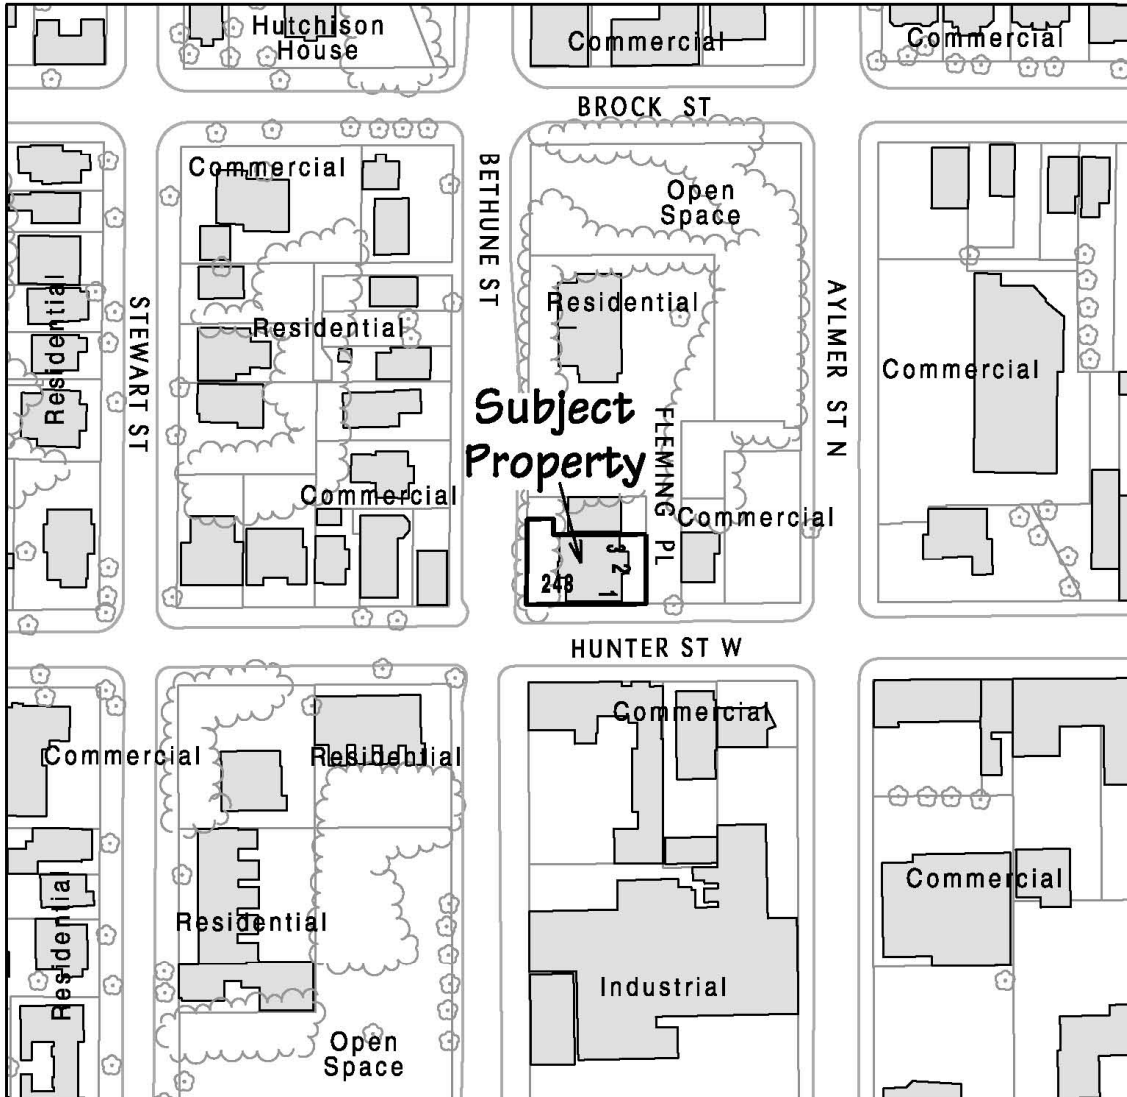 Hutchison
House
Commercial
Commercial
BROCK ST
Commercial
BETHUNE ST
Open
Space
Residential
STEWART ST
Residential
Residential
AYLMER ST N
Commercial
Subject
Property
FLEMING PL
Commercial
Commercial
248
3
2
1
HUNTER ST W
Commercial
Commercial
Residential
Residential
Commercial
Residential
Industrial
Open
Space